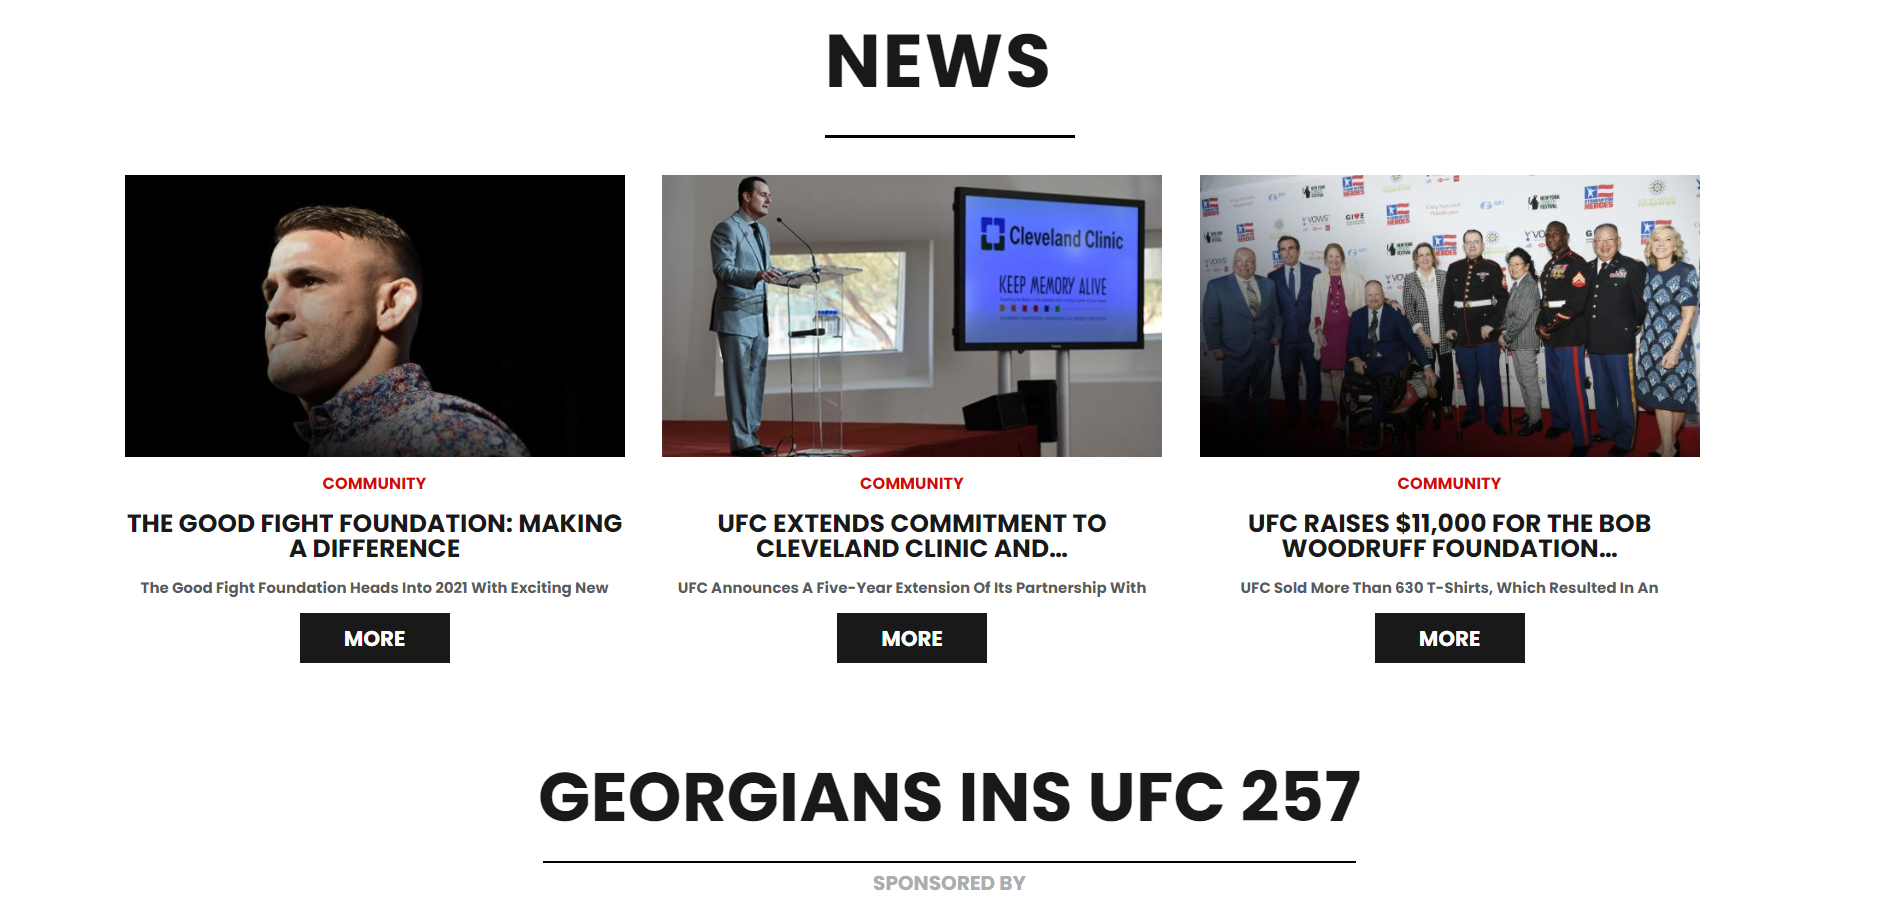 NEWS
Cleveland Clinic
KEEP MEMORY ALIVE
COMMUNITY
THE GOOD FIGHT FOUNDATION: MAKING
A DIFFERENCE
The Good Fight Foundation Heads Into 2021 With Exciting New
MORE
COMMUNITY
UFC EXTENDS COMMITMENT TO
CLEVELAND CLINIC AND...
UFC Announces A Five-Year Extension Of Its Partnership With
MORE
COMMUNITY
UFC RAISES $11,000 FOR THE BOB
WOODRUFF FOUNDATION...
UFC Sold More Than 630 T-Shirts, Which Resulted In An
MORE
GEORGIANS INS UFC 257
SPONSORED BY